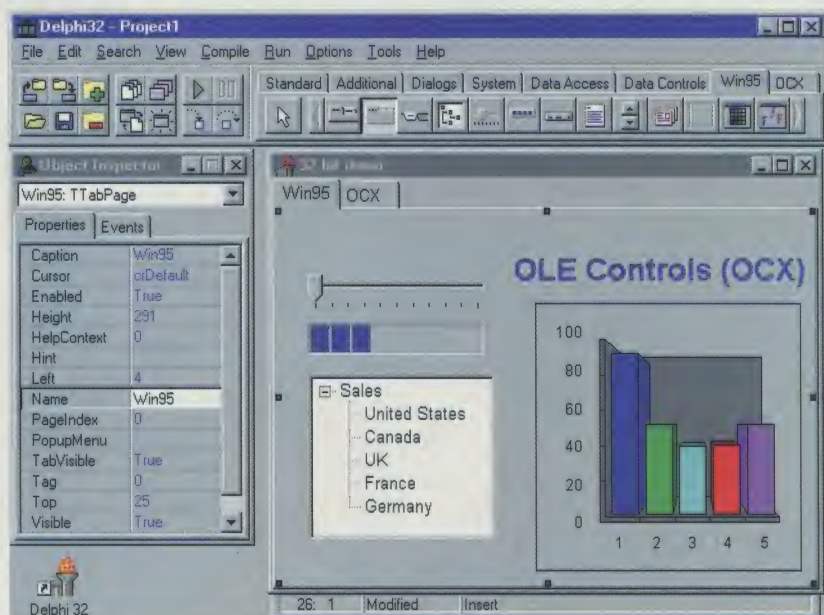 Delphi32 - Project1
File Edit Search View Compile Run Options Tools Help
Standard Additional Dialogs System Data Access Data Controls Win95 OCX
Object Inspector
Win95: TTabPage
Properties Events
Caption Win95
Cursor crDefault
Enabled True
Height 291
HelpContext 0
Hint
Left 4
Name Win95
PageIndex 0
PopupMenu
TabVisible True
Tag 0
Top 25
Visible True
Delphi 32
32 bit demo
Win95 OCX
OLE Controls (OCX)
Sales
United States
Canada
UK
France
Germany
100
80
60
40
20
0
1 2 3 4 5
26: 1 Modified Insert